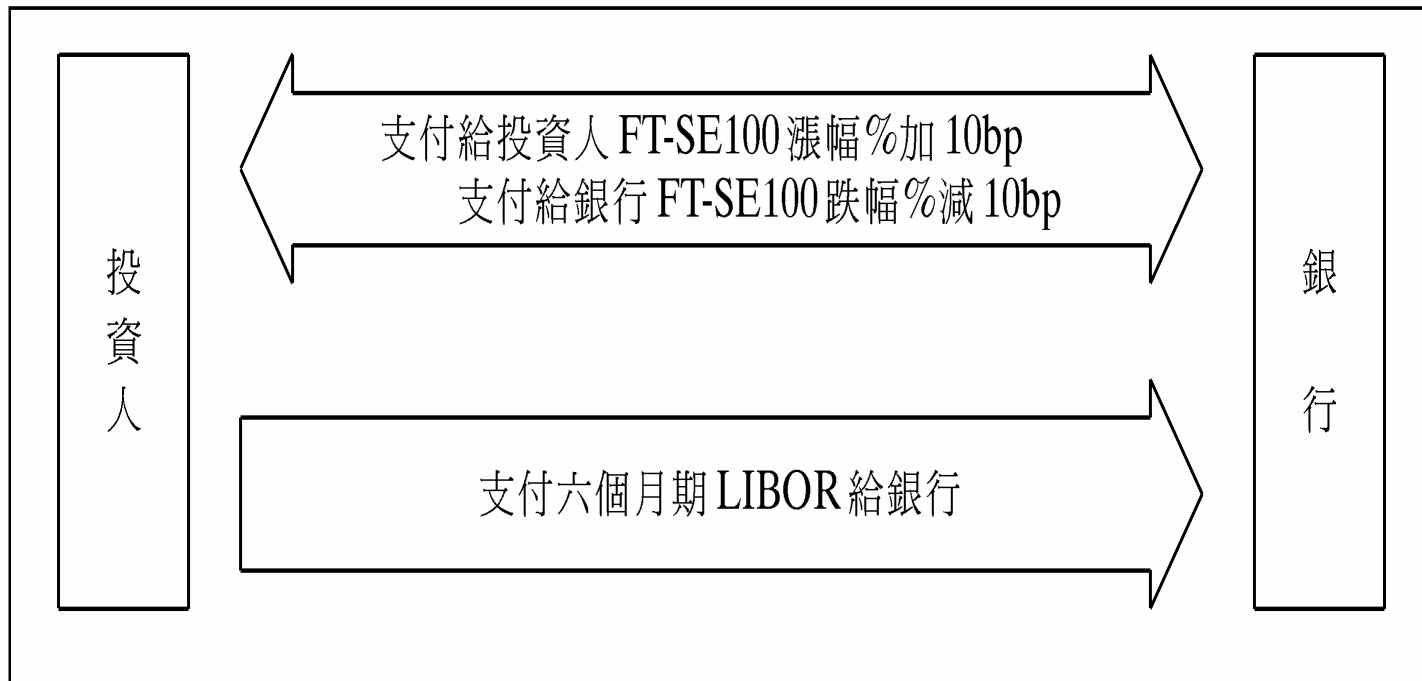 支付給投資人 FT-SE100 漲幅％加 10bp
支付給銀行 FT-SE100 跌幅％減 10bp
投資人
銀行
支付六個月期 LIBOR 給銀行